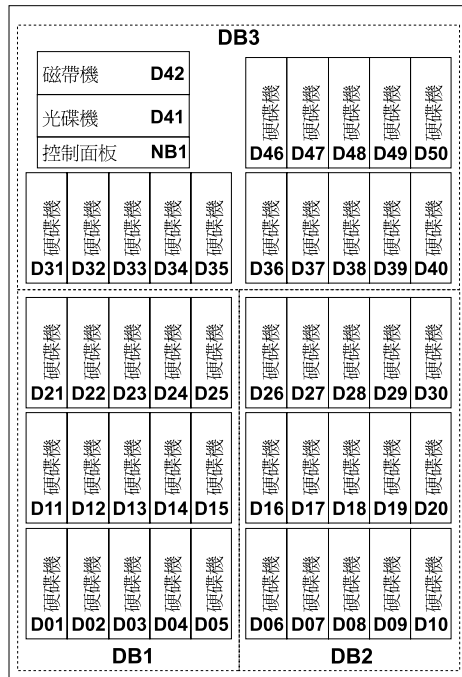 DB3
磁帶機 D42
光碟機 D41
控制面板 NB1
硬碟機 硬碟機 硬碟機 硬碟機 硬碟機
D46 D47 D48 D49 D50
硬碟機 硬碟機 硬碟機 硬碟機 硬碟機 硬碟機 硬碟機 硬碟機 硬碟機 硬碟機
D31 D32 D33 D34 D35 D36 D37 D38 D39 D40
硬碟機 硬碟機 硬碟機 硬碟機 硬碟機 硬碟機 硬碟機 硬碟機 硬碟機 硬碟機
D21 D22 D23 D24 D25 D26 D27 D28 D29 D30
硬碟機 硬碟機 硬碟機 硬碟機 硬碟機 硬碟機 硬碟機 硬碟機 硬碟機 硬碟機
D11 D12 D13 D14 D15 D16 D17 D18 D19 D20
硬碟機 硬碟機 硬碟機 硬碟機 硬碟機 硬碟機 硬碟機 硬碟機 硬碟機 硬碟機
D01 D02 D03 D04 D05 D06 D07 D08 D09 D10
DB1 DB2